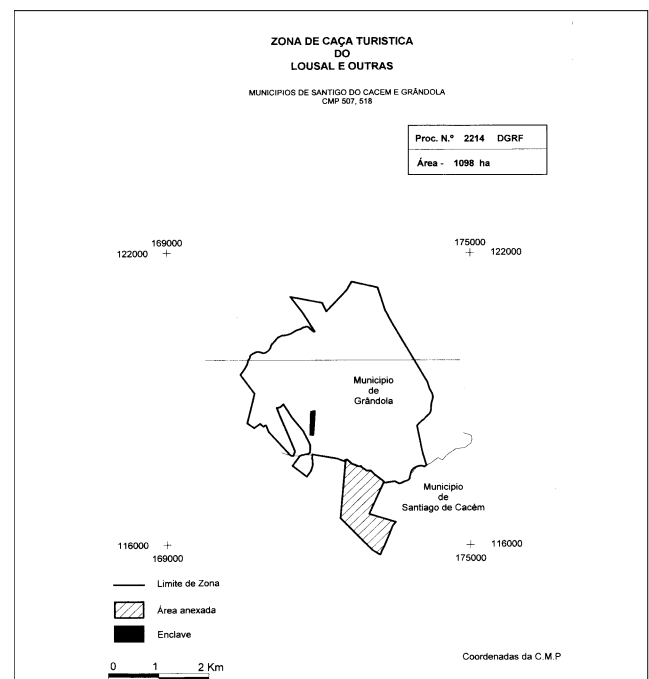 ZONA DE CAÇA TURISTICA
DO
LOUSAL E OUTRAS
MUNICIPIOS DE SANTIGO DO CACEM E GRÂNDOLA
CMP 507, 518
Proc. N.º 2214 DGRF
Área - 1098 ha
169000
122000
175000
122000
Municipio
de
Grândola
Municipio
de
Santiago de Cacém
116000
169000
116000
175000
Limite de Zona
Área anexada
Enclave
Coordenadas da C.M.P
0 1 2 Km